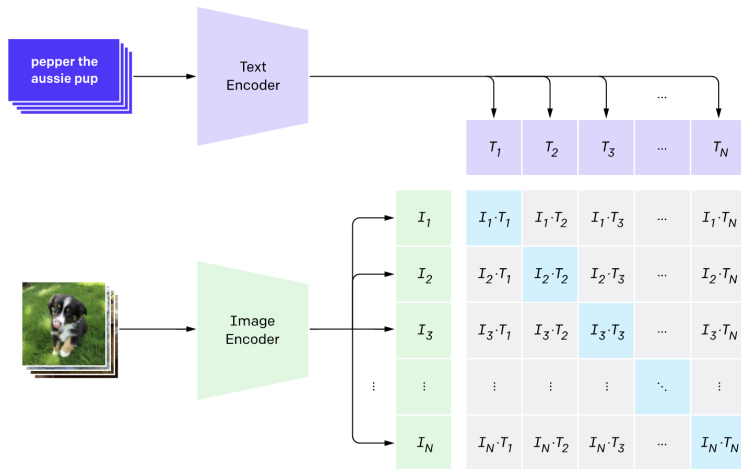 pepper the
aussie pup
Text
Encoder
...
T1 T2 T3 ... TN
I1 I1·T1 I1·T2 I1·T3 ... I1·TN
I2 I2·T1 I2·T2 I2·T3 ... I2·TN
Image
Encoder
I3 I3·T1 I3·T2 I3·T3 ... I3·TN
⋮ ⋮ ⋮ ⋮ ⋮ ⋱ ⋮
IN IN·T1 IN·T2 IN·T3 ... IN·TN